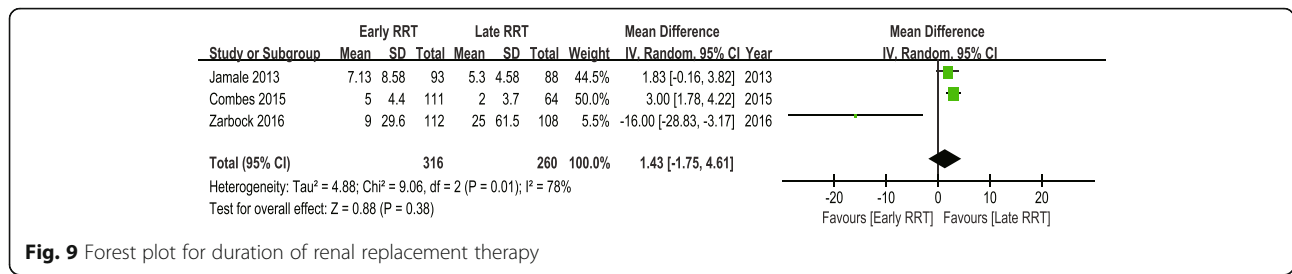 Early RRT Late RRT Mean Difference Mean Difference
Study or Subgroup Mean SD Total Mean SD Total Weight IV. Random. 95% CI Year IV. Random. 95% CI
Jamale 2013 7.13 8.58 93 5.3 4.58 88 44.5% 1.83 [-0.16, 3.82] 2013
Combes 2015 5 4.4 111 2 3.7 64 50.0% 3.00 [1.78, 4.22] 2015
Zarbock 2016 9 29.6 112 25 61.5 108 5.5% -16.00 [-28.83, -3.17] 2016
Total (95% CI) 316 260 100.0% 1.43 [-1.75, 4.61]
Heterogeneity: Tau² = 4.88; Chi² = 9.06, df = 2 (P = 0.01); I² = 78%
Test for overall effect: Z = 0.88 (P = 0.38)
-20 -10 0 10 20
Favours [Early RRT] Favours [Late RRT]
Fig. 9 Forest plot for duration of renal replacement therapy